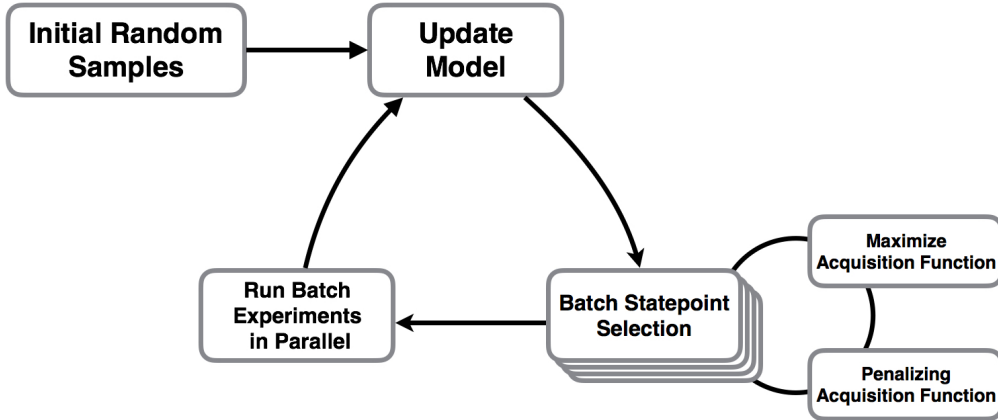 Initial Random
Samples
Update
Model
Maximize
Acquisition Function
Run Batch
Experiments
in Parallel
Batch Statepoint
Selection
Penalizing
Acquisition Function